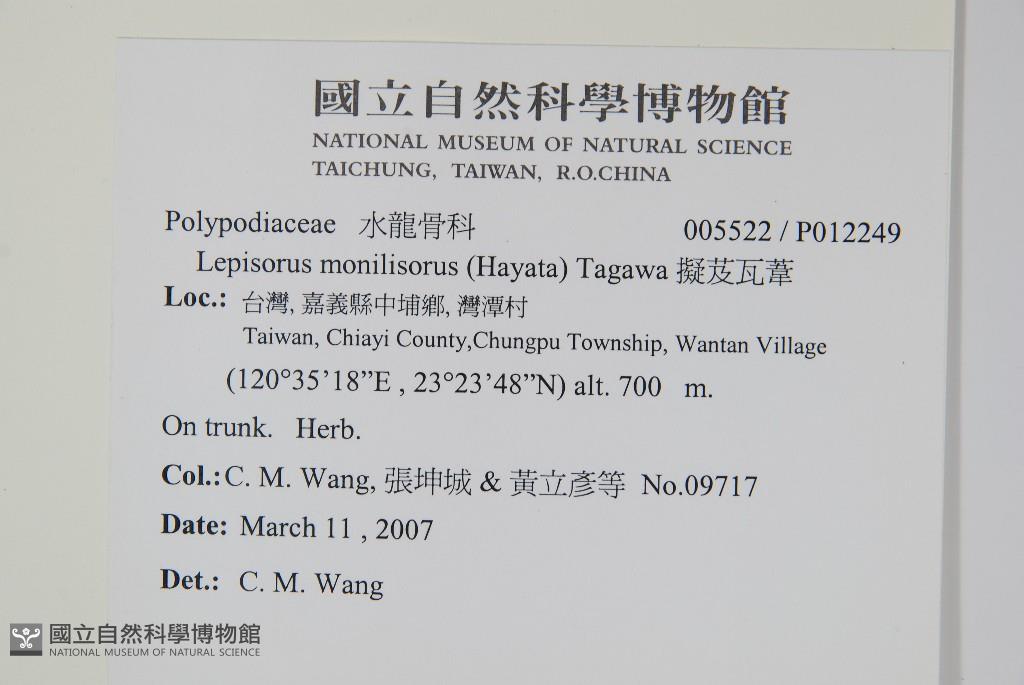 國立自然科學博物館
NATIONAL MUSEUM OF NATURAL SCIENCE
TAICHUNG, TAIWAN, R.O.CHINA
Polypodiaceae 水龍骨科 005522 / P012249
Lepisorus monilisorus (Hayata) Tagawa 擬芨瓦葦
Loc.: 台灣, 嘉義縣中埔鄉, 灣潭村
Taiwan, Chiayi County,Chungpu Township, Wantan Village
(120°35’18”E , 23°23’48”N) alt. 700 m.
On trunk. Herb.
Col.: C. M. Wang, 張坤城 & 黃立彥等 No.09717
Date: March 11 , 2007
Det.: C. M. Wang
國立自然科學博物館
NATIONAL MUSEUM OF NATURAL SCIENCE